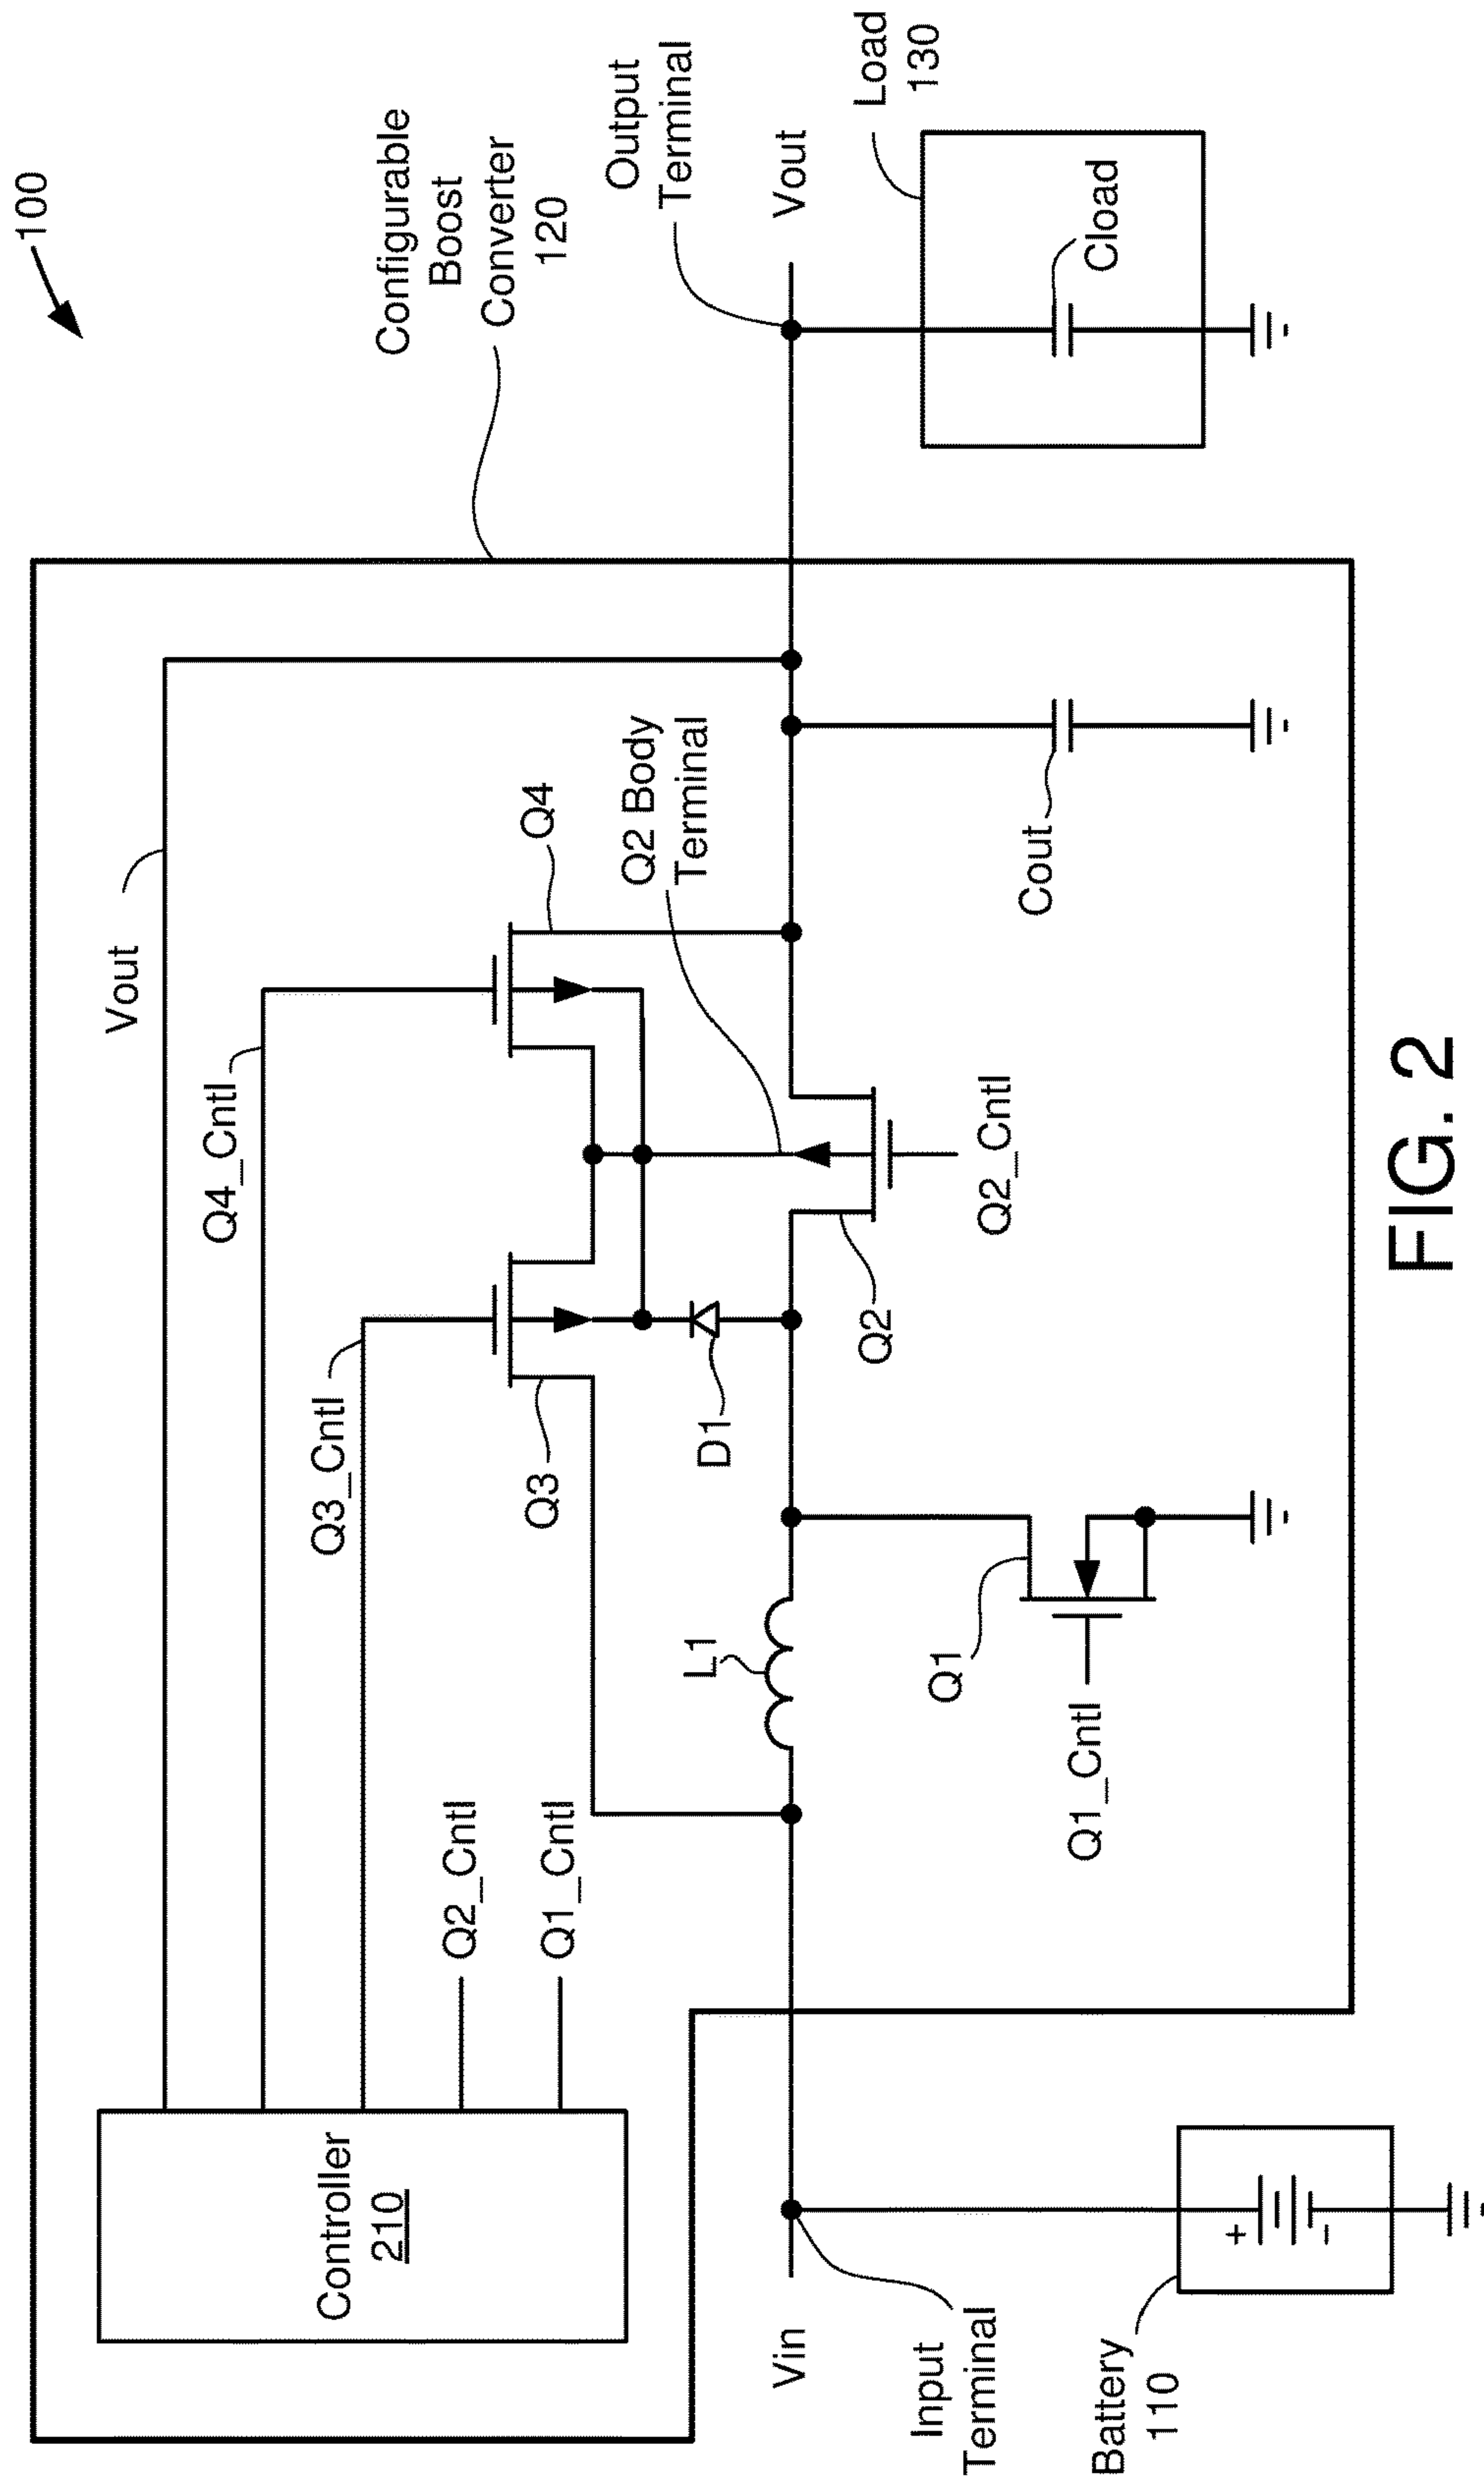 100
Configurable
Boost
Converter
120
Output
Terminal
Vout
Load
130
Cload
Vout
Q4_Cntl
Q4
Q2 Body
Terminal
Cout
Q3_Cntl
Q3
D1
Q2
Q2_Cntl
L1
Q1
Q1_Cntl
Q2_Cntl
Q1_Cntl
Controller
210
Vin
Input
Terminal
Battery
110
+
-
FIG. 2